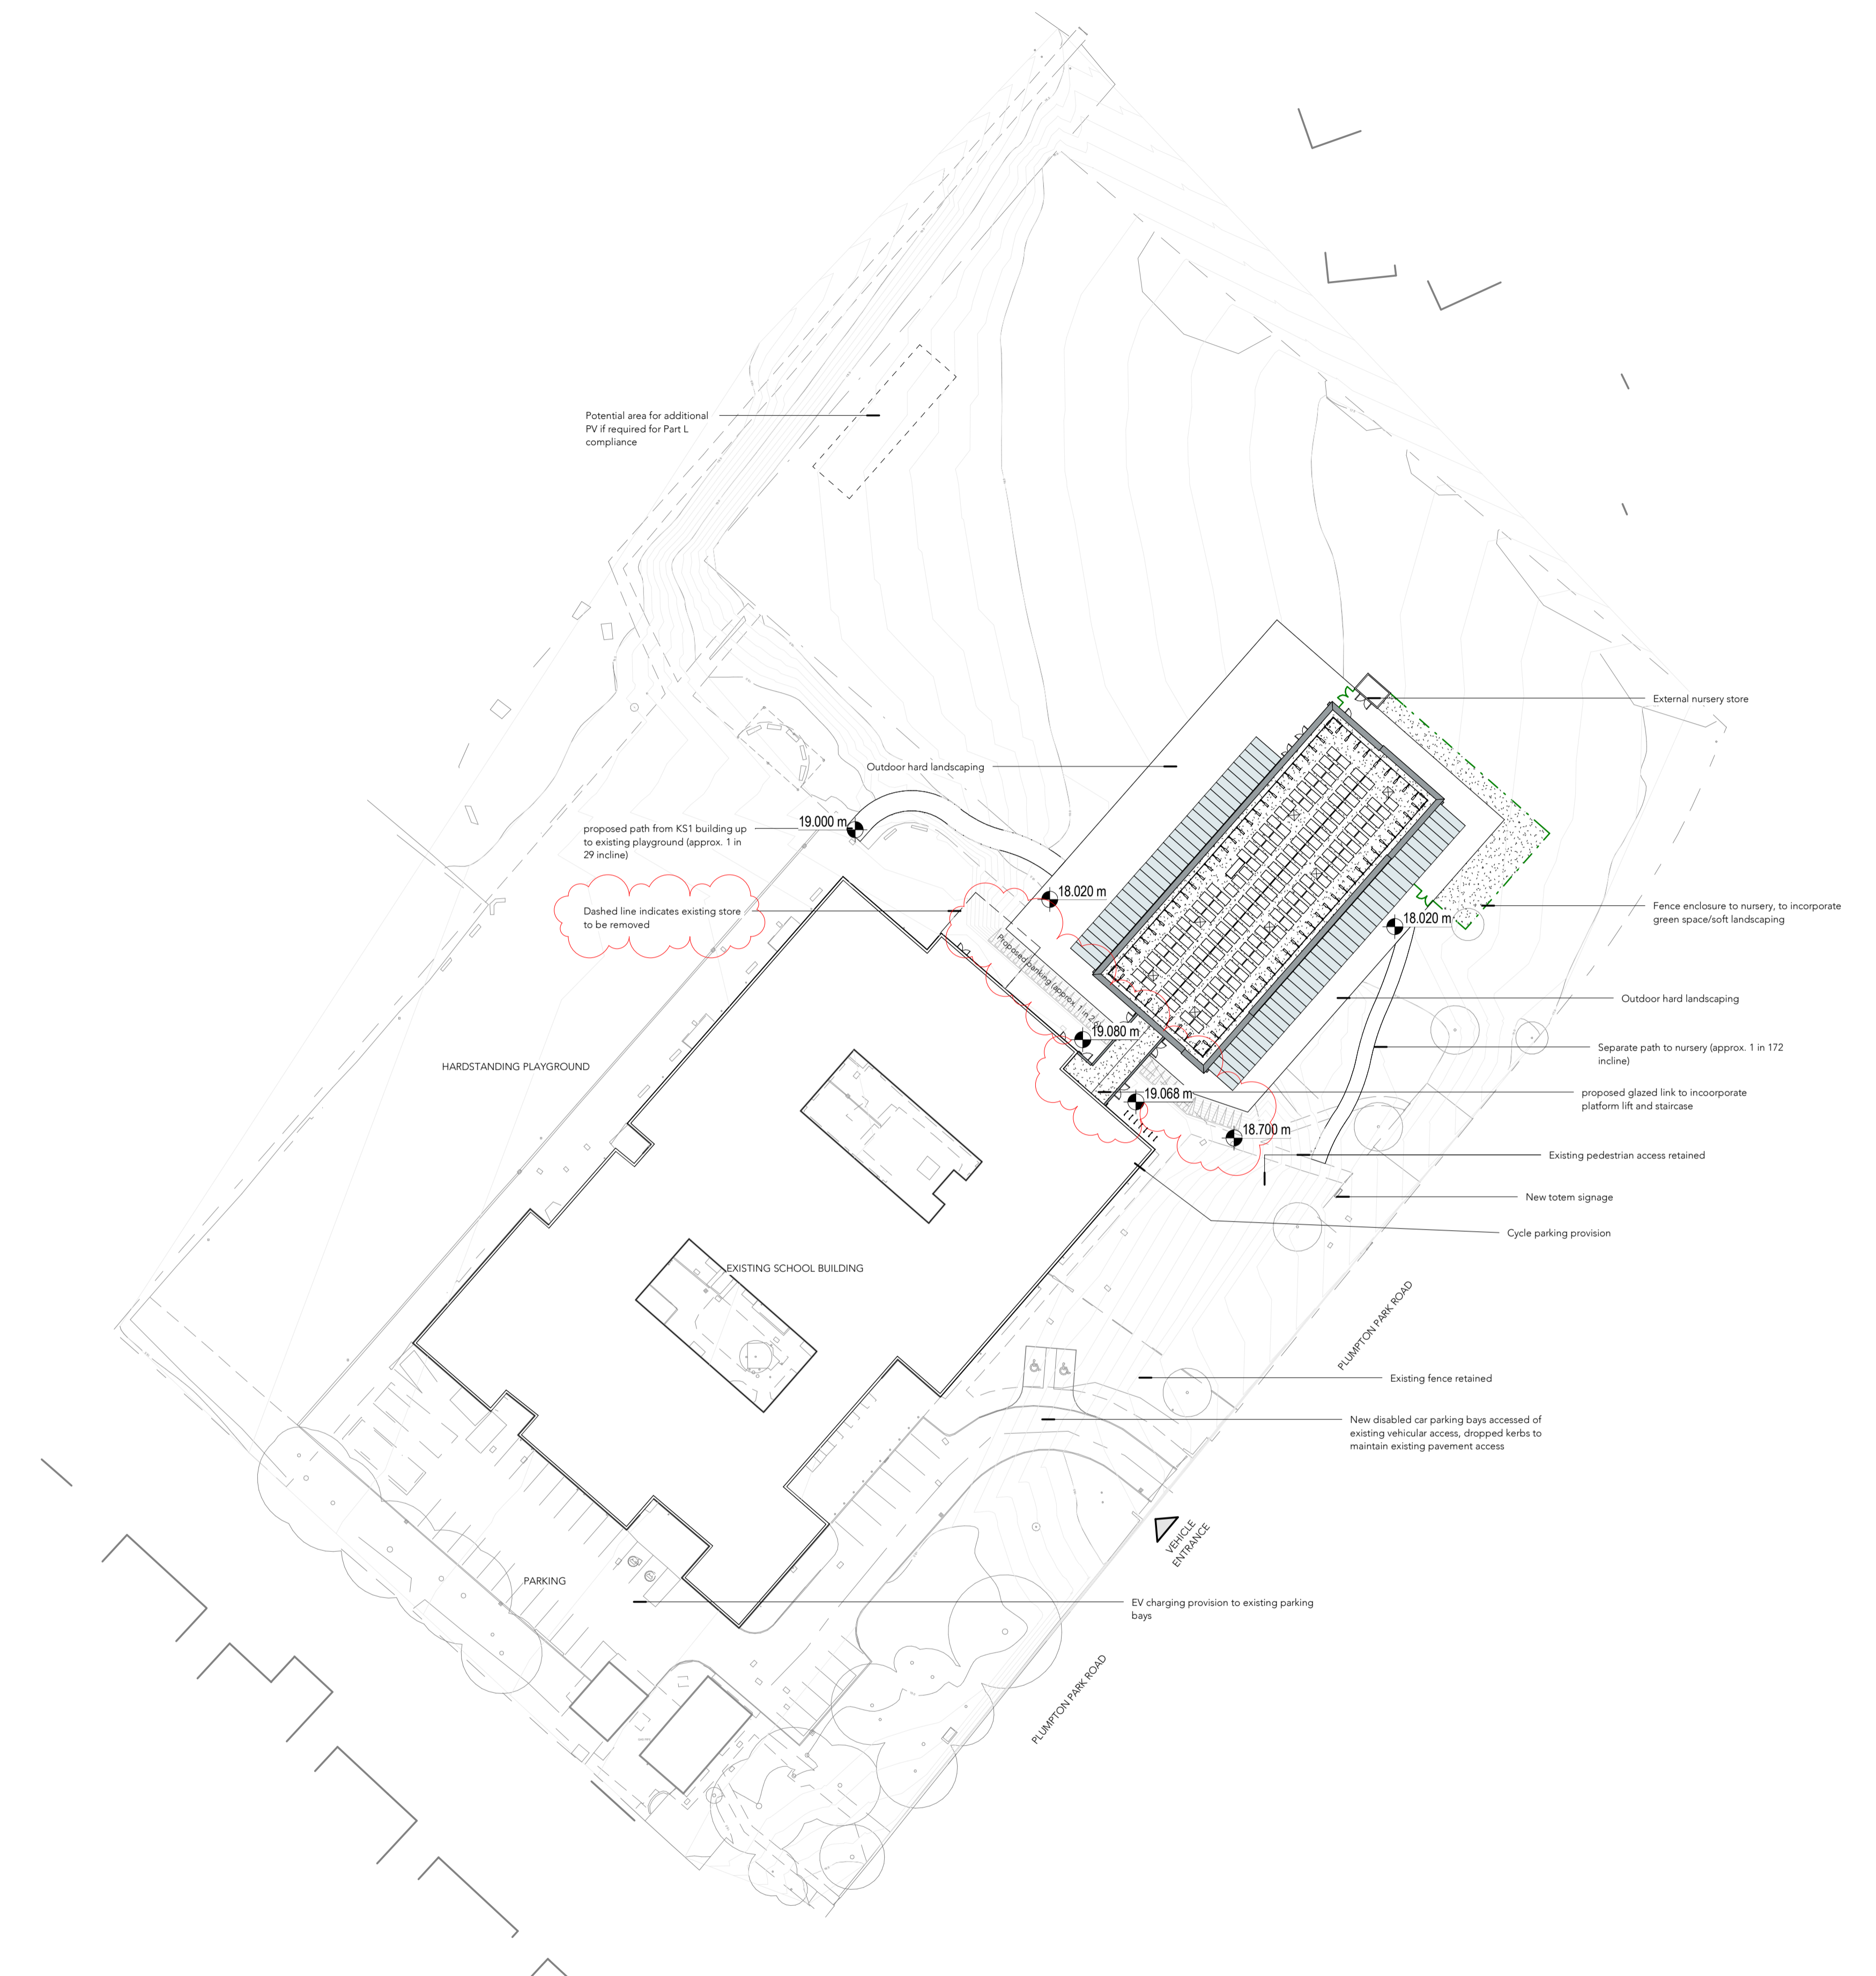 Potential area for additional
PV if required for Part L
compliance
External nursery store
Outdoor hard landscaping
19.000 m
proposed path from KS1 building up
to existing playground (approx. 1 in
29 incline)
18.020 m
Dashed line indicates existing store
to be removed
Fence enclosure to nursery, to incorporate
green space/soft landscaping
18.020 m
Proposed banking (approx. 1 in 2.
Outdoor hard landscaping
19.080 m
Separate path to nursery (approx. 1 in 172
incline)
HARDSTANDING PLAYGROUND
19.068 m
proposed glazed link to incoorporate
platform lift and staircase
18.700 m
Existing pedestrian access retained
New totem signage
Cycle parking provision
EXISTING SCHOOL BUILDING
PLUMPTON PARK ROAD
Existing fence retained
New disabled car parking bays accessed of
existing vehicular access, dropped kerbs to
maintain existing pavement access
VEHICLE
ENTRANCE
PARKING
EV charging provision to existing parking
bays
PLUMPTON PARK ROAD